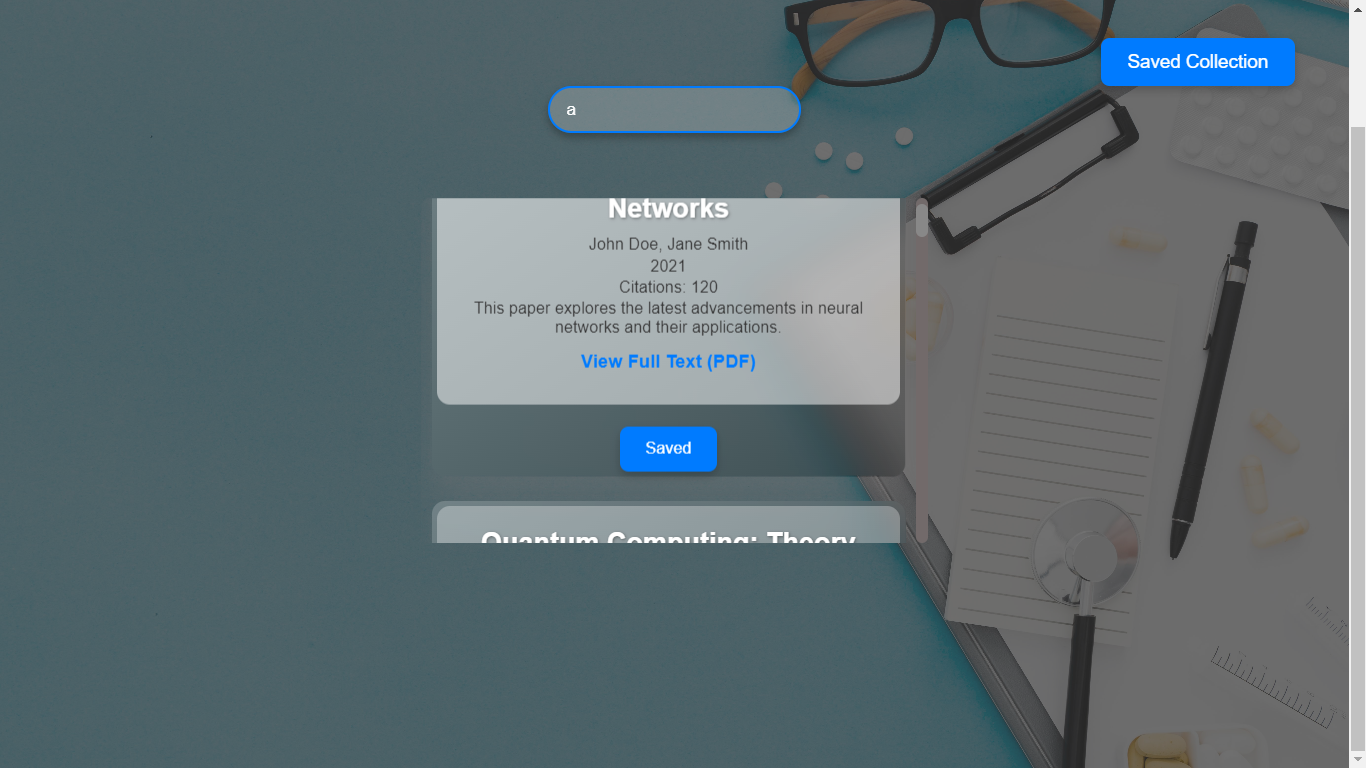 Saved Collection
a
Networks
John Doe, Jane Smith
2021
Citations: 120
This paper explores the latest advancements in neural
networks and their applications.
View Full Text (PDF)
Saved
Quantum Computing: Theory